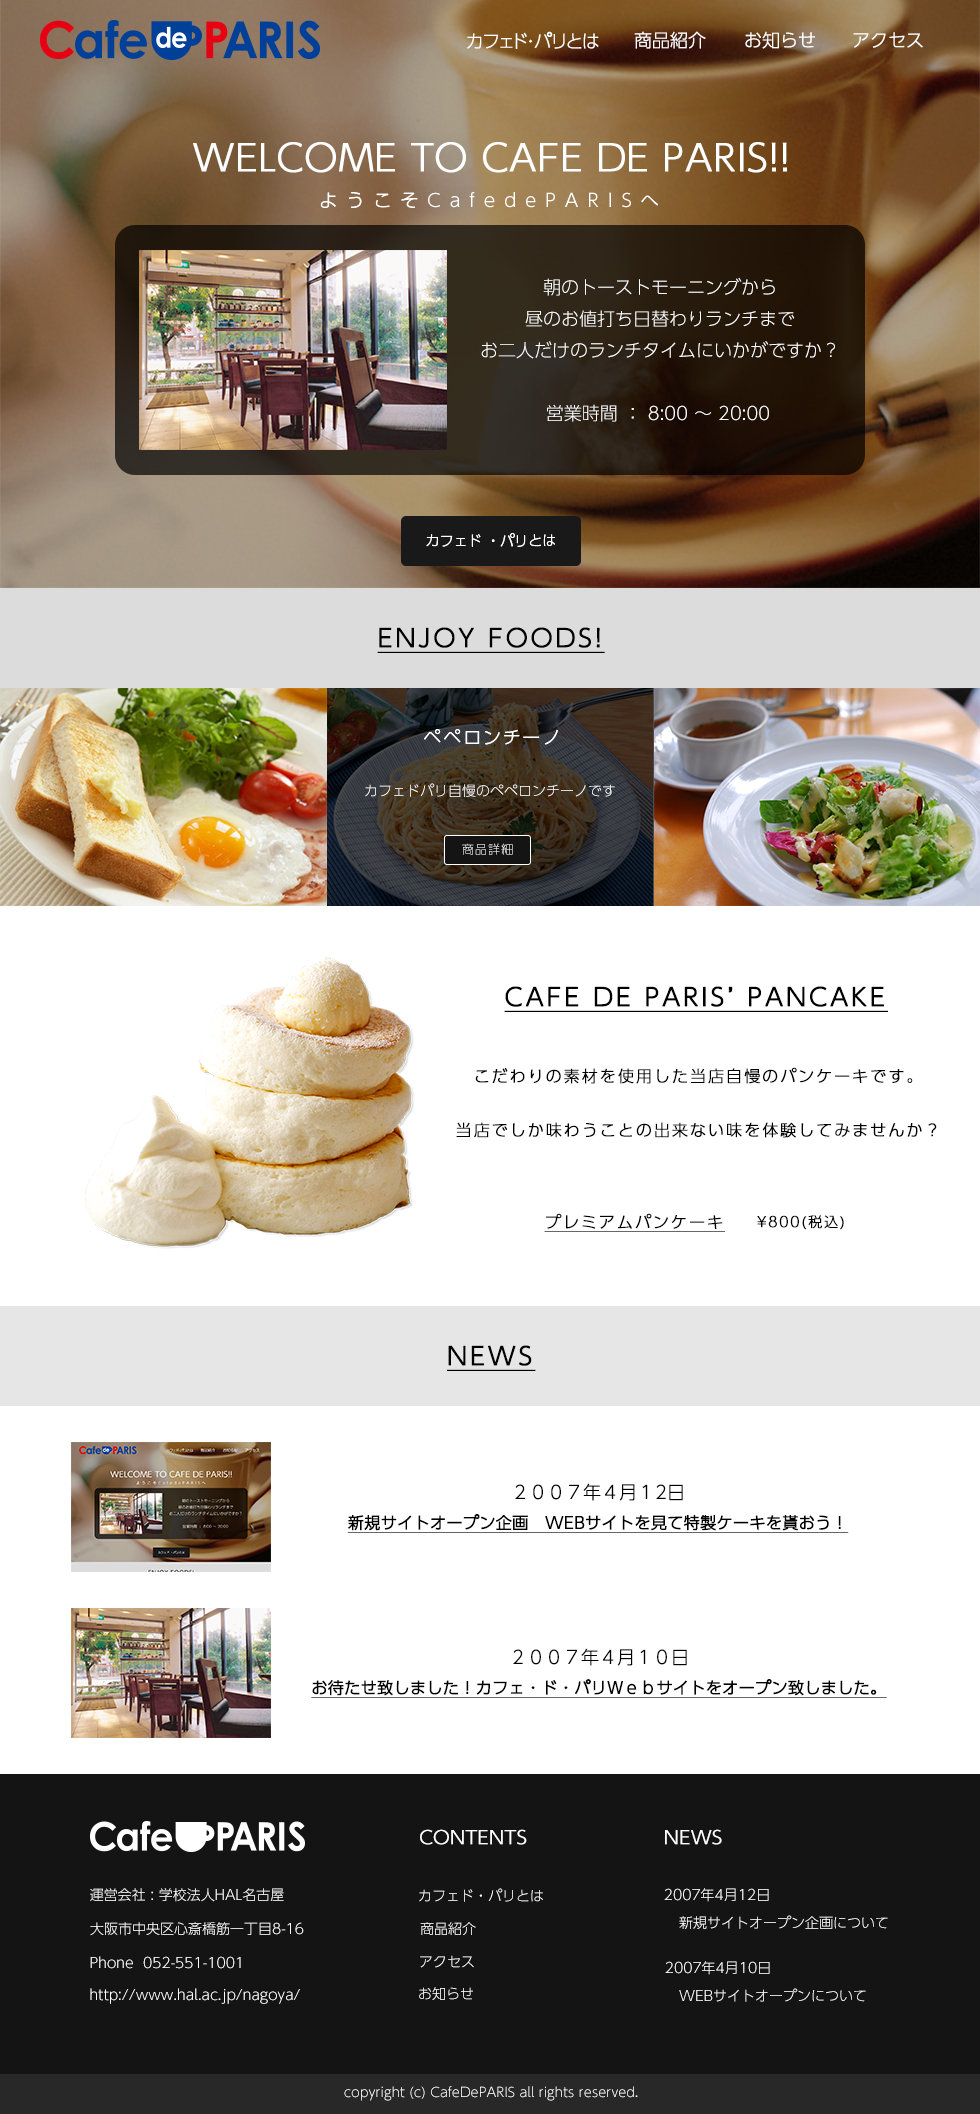 Cafe de PARIS
カフェド・パリとは 商品紹介 お知らせ アクセス
WELCOME TO CAFE DE PARIS!!
ようこそCafedePARISへ
朝のトーストモーニングから
昼のお値打ち日替わりランチまで
お二人だけのランチタイムにいかがですか？
営業時間 ： 8:00 〜 20:00
カフェド ・パリとは
ENJOY FOODS!
ペペロンチーノ
カフェドパリ自慢のペペロンチーノです
商品詳細
CAFE DE PARIS' PANCAKE
こだわりの素材を使用した当店自慢のパンケーキです。
当店でしか味わうことの出来ない味を体験してみませんか？
プレミアムパンケーキ ¥800(税込)
NEWS
Cafe de PARIS
WELCOME TO CAFE DE PARIS!!
２００７年４月１２日
新規サイトオープン企画　WEBサイトを見て特製ケーキを貰おう！
２００７年４月１０日
お待たせ致しました！カフェ・ド・パリＷｅｂサイトをオープン致しました。
Cafe PARIS
運営会社：学校法人HAL名古屋
大阪市中央区心斎橋筋一丁目8-16
Phone 052-551-1001
http://www.hal.ac.jp/nagoya/
CONTENTS
カフェド・パリとは
商品紹介
アクセス
お知らせ
NEWS
2007年4月12日
新規サイトオープン企画について
2007年4月10日
WEBサイトオープンについて
copyright (c) CafeDePARIS all rights reserved.